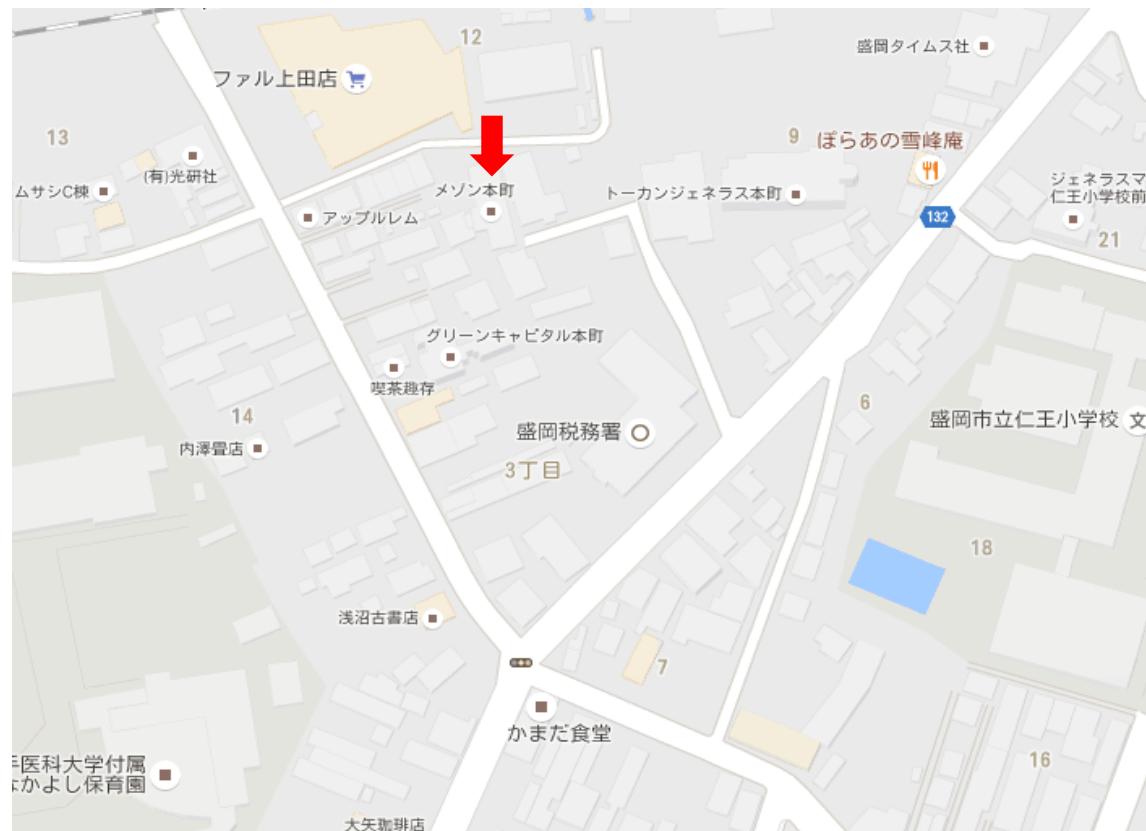 12
盛岡タイムス社
ファル上田店
13
9
ぽらあの雪峰庵
(有)光研社
ムサシC棟
メゾン本町
トーカンジェネラス本町
ジェネラスマ
仁王小学校前
アップルレム
132
21
グリーンキャピタル本町
喫茶趣存
14
6
盛岡市立仁王小学校
文
内澤畳店
盛岡税務署
3丁目
18
浅沼古書店
7
かまだ食堂
16
手医科大学付属
なかよし保育園
大矢珈琲店